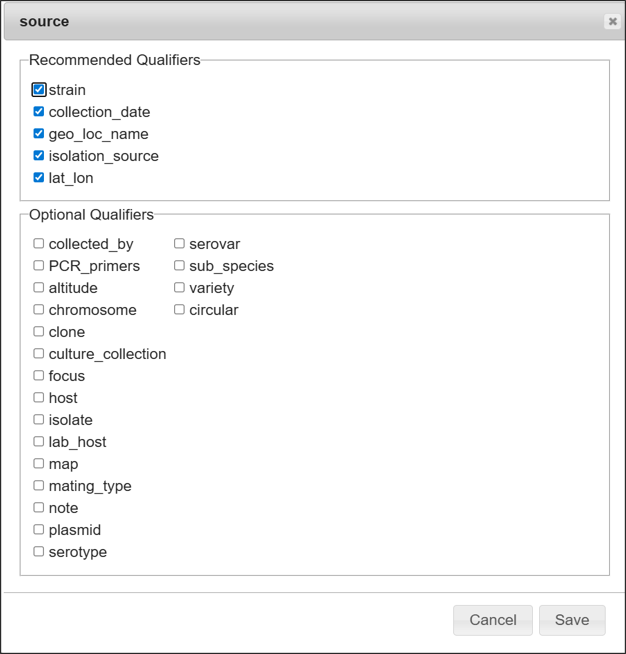 source
Recommended Qualifiers
strain
collection_date
geo_loc_name
isolation_source
lat_lon
Optional Qualifiers
collected_by
PCR_primers
altitude
chromosome
clone
culture_collection
focus
host
isolate
lab_host
map
mating_type
note
plasmid
serotype
serovar
sub_species
variety
circular
Cancel
Save